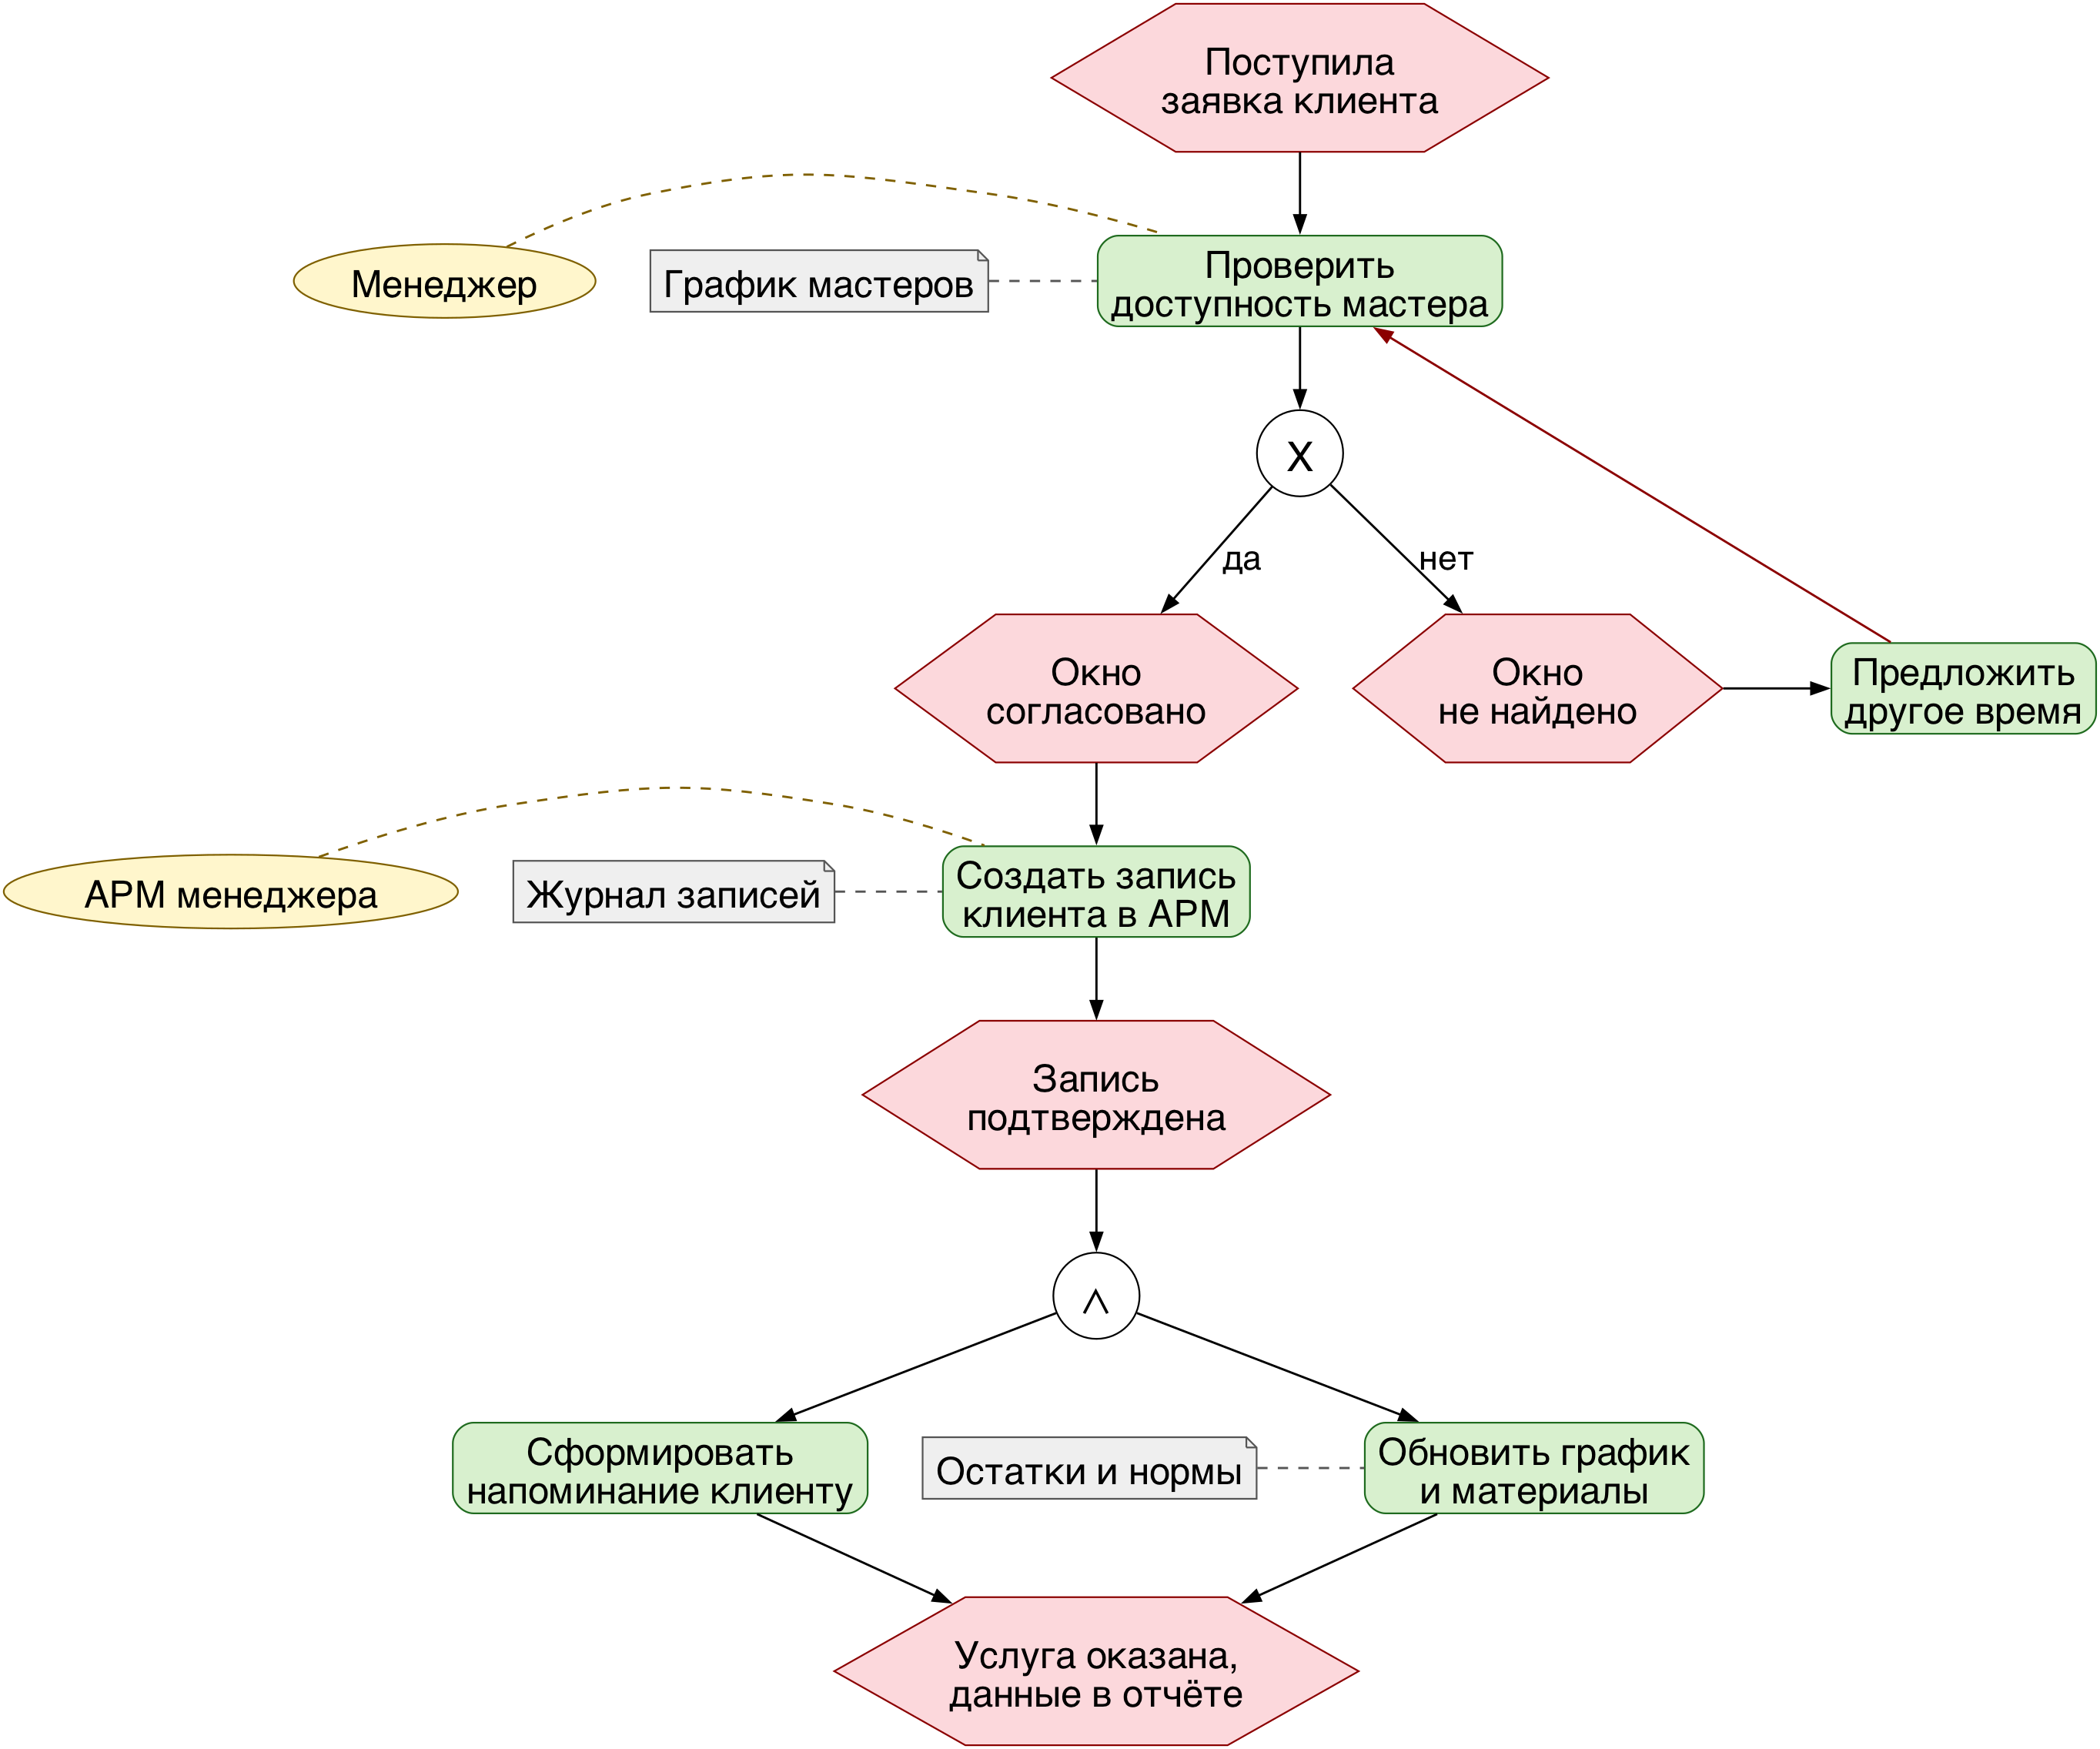 Поступила
заявка клиента
Менеджер
График мастеров
Проверить
доступность мастера
X
да
нет
Окно
согласовано
Окно
не найдено
Предложить
другое время
АРМ менеджера
Журнал записей
Создать запись
клиента в АРМ
Запись
подтверждена
^
Сформировать
напоминание клиенту
Остатки и нормы
Обновить график
и материалы
Услуга оказана,
данные в отчёте